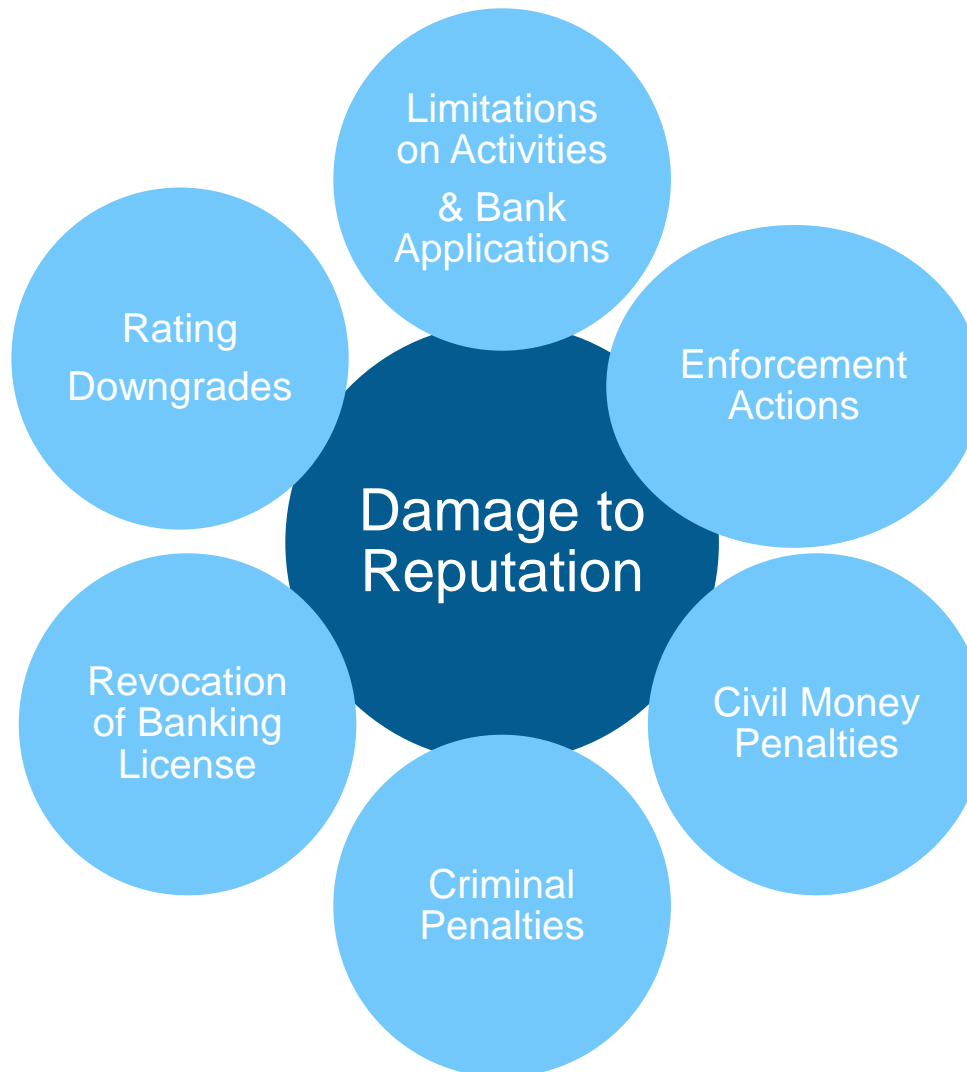 Limitations
on Activities
& Bank
Applications
Enforcement
Actions
Civil Money
Penalties
Criminal
Penalties
Revocation
of Banking
License
Rating
Downgrades
Damage to
Reputation